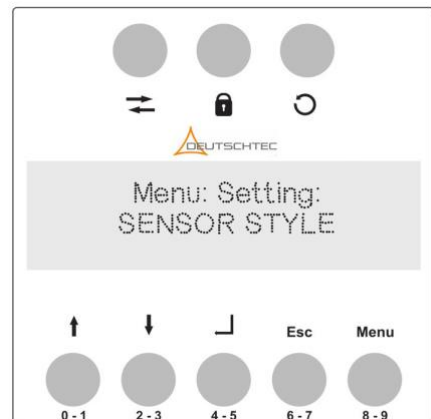 DEUTSCHTEC
Menu: Setting:
SENSOR STYLE
Esc Menu
0 - 1 2 - 3 4 - 5 6 - 7 8 - 9